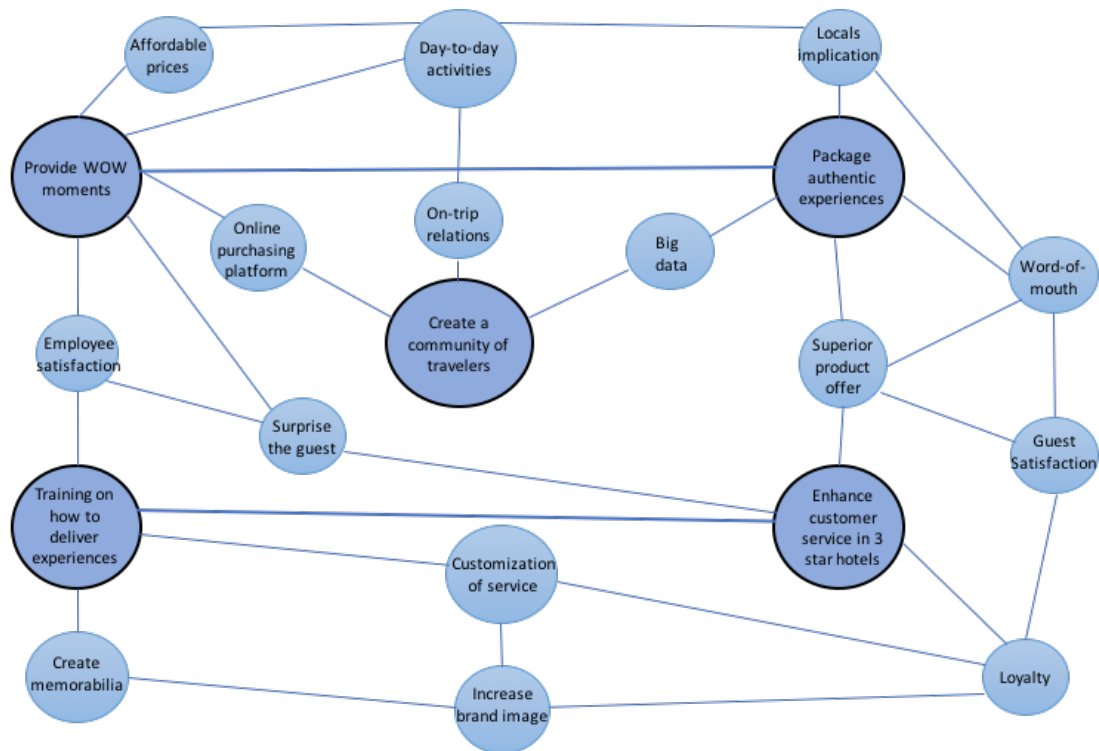 Affordable
prices
Day-to-day
activities
Locals
implication
Provide WOW
moments
Package
authentic
experiences
Online
purchasing
platform
On-trip
relations
Big
data
Word-of-
mouth
Create a
community of
travelers
Employee
satisfaction
Superior
product
offer
Surprise
the guest
Guest
Satisfaction
Training on
how to
deliver
experiences
Enhance
customer
service in 3
star hotels
Customization
of service
Create
memorabilia
Increase
brand image
Loyalty